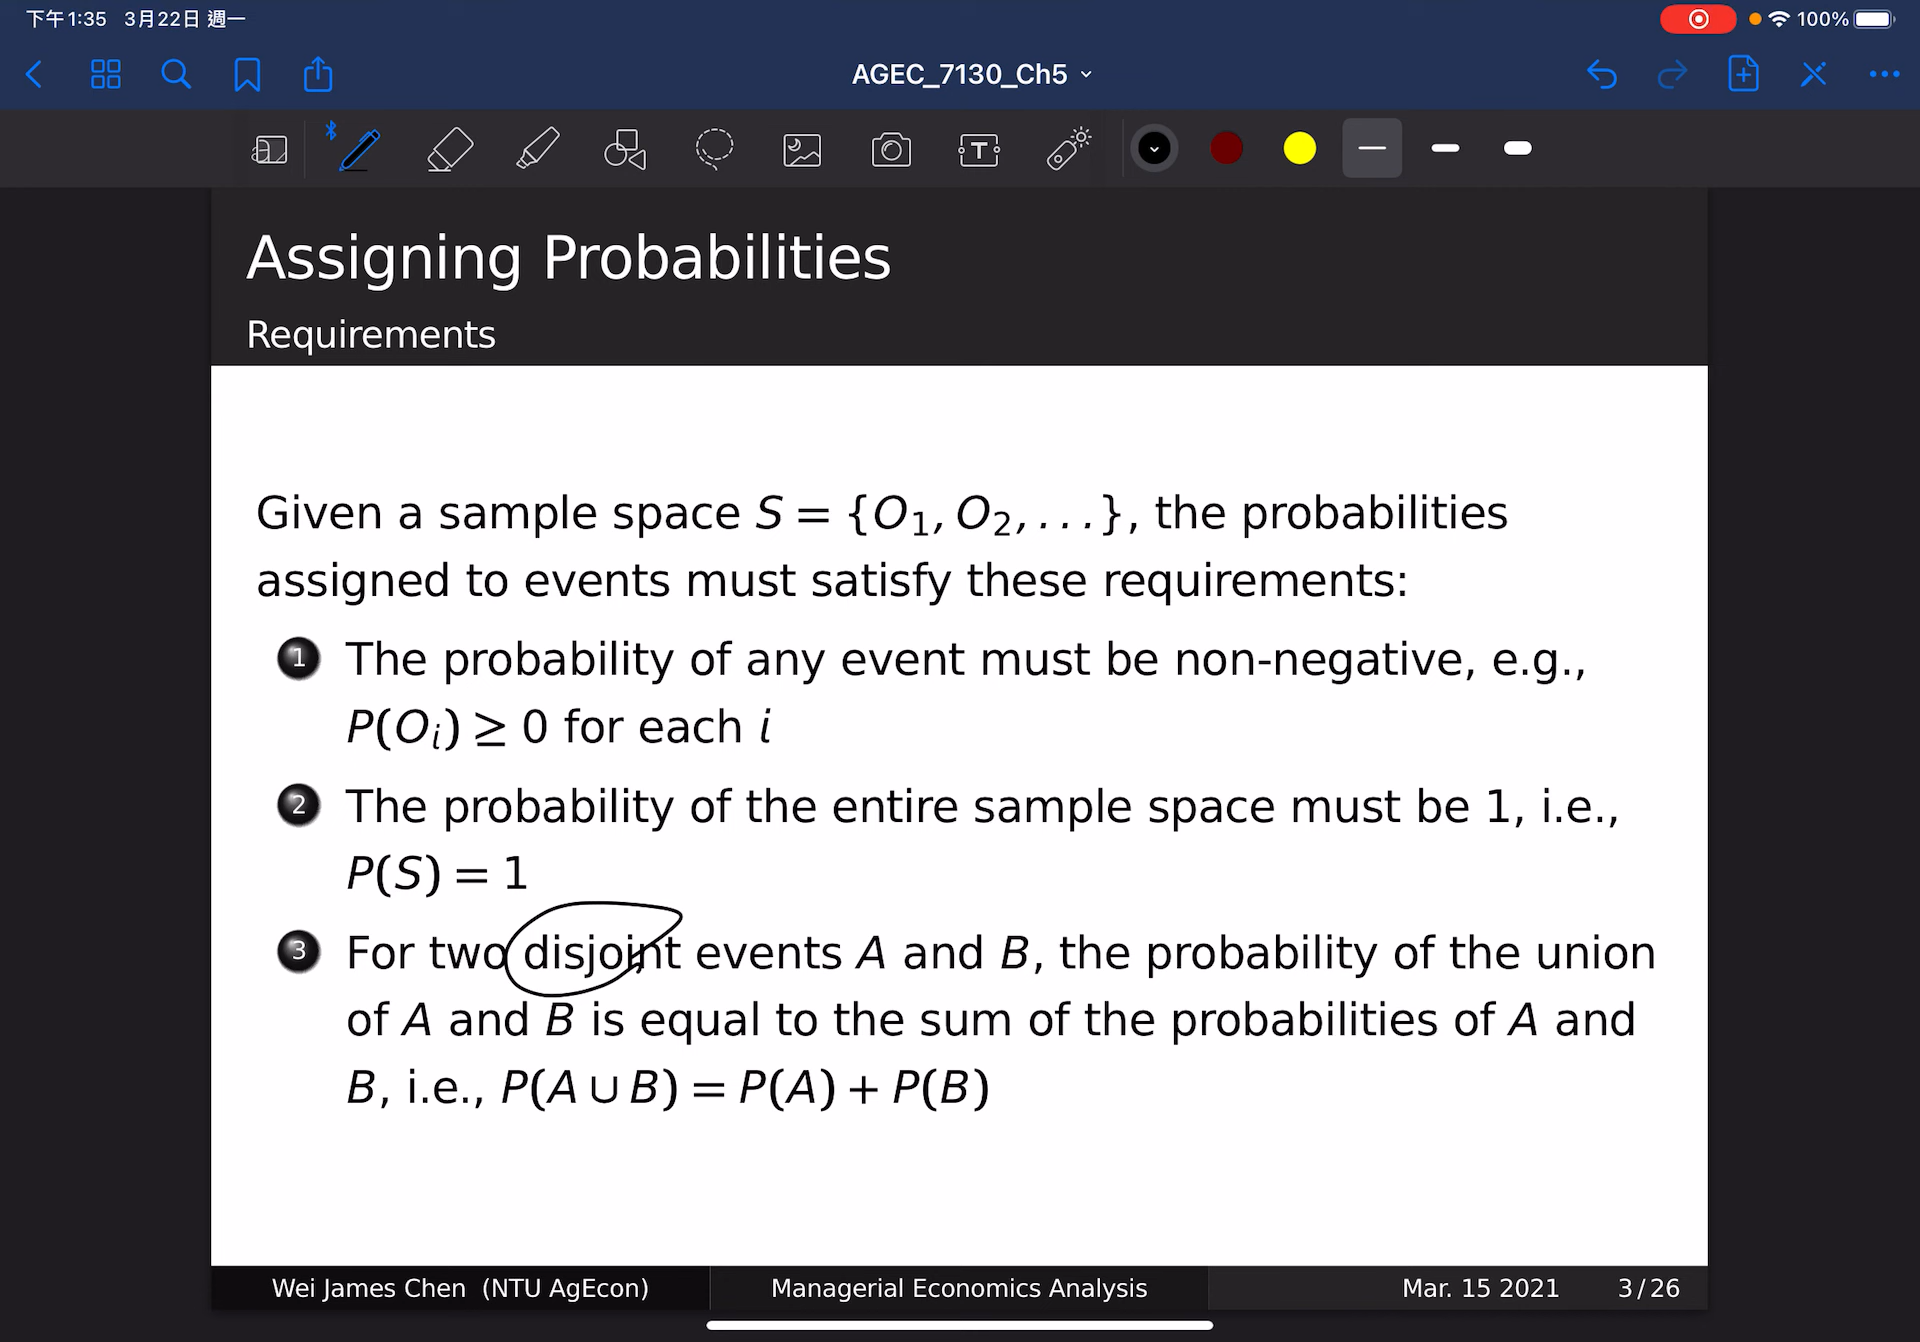 下午1:35 3月22日 週一
100%
AGEC_7130_Ch5
T
Assigning Probabilities
Requirements
Given a sample space S = {O₁, O₂, . . .}, the probabilities
assigned to events must satisfy these requirements:
1 The probability of any event must be non-negative, e.g.,
P(Oᵢ) ≥ 0 for each i
2 The probability of the entire sample space must be 1, i.e.,
P(S) = 1
3 For two disjoint events A and B, the probability of the union
of A and B is equal to the sum of the probabilities of A and
B, i.e., P(A ∪ B) = P(A) + P(B)
Wei James Chen (NTU AgEcon) Managerial Economics Analysis Mar. 15 2021 3 / 26